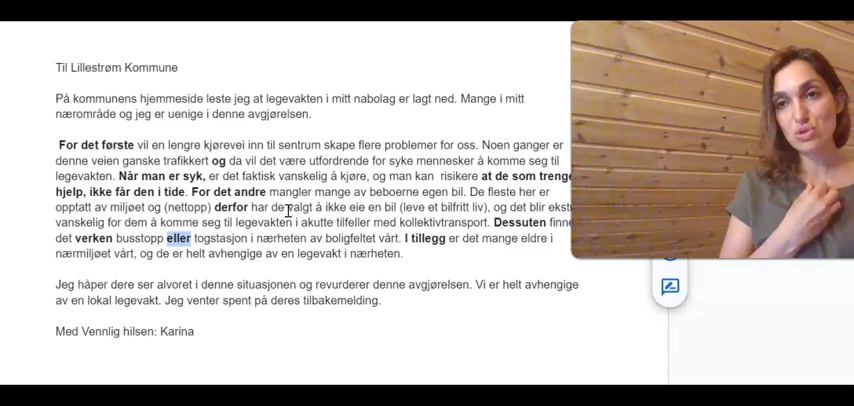 Til Lillestrøm Kommune
På kommunens hjemmeside leste jeg at legevakten i mitt nabolag er lagt ned. Mange i mitt
nærområde og jeg er uenige i denne avgjørelsen.
For det første vil en lengre kjørevei inn til sentrum skape flere problemer for oss. Noen ganger er
denne veien ganske trafikkert og da vil det være utfordrende for syke mennesker å komme seg til
legevakten. Når man er syk, er det faktisk vanskelig å kjøre, og man kan risikere at de som trenge
hjelp, ikke får den i tide. For det andre mangler mange av beboerne egen bil. De fleste her er
opptatt av miljøet og (nettopp) derfor har de valgt å ikke eie en bil (leve et bilfritt liv), og det blir ekst
vanskelig for dem å komme seg til legevakten i akutte tilfeller med kollektivtransport. Dessuten finne
det verken busstopp eller togstasjon i nærheten av boligfeltet vårt. I tillegg er det mange eldre i
nærmiljøet vårt, og de er helt avhengige av en legevakt i nærheten.
Jeg håper dere ser alvoret i denne situasjonen og revurderer denne avgjørelsen. Vi er helt avhengige
av en lokal legevakt. Jeg venter spent på deres tilbakemelding.
Med Vennlig hilsen: Karina